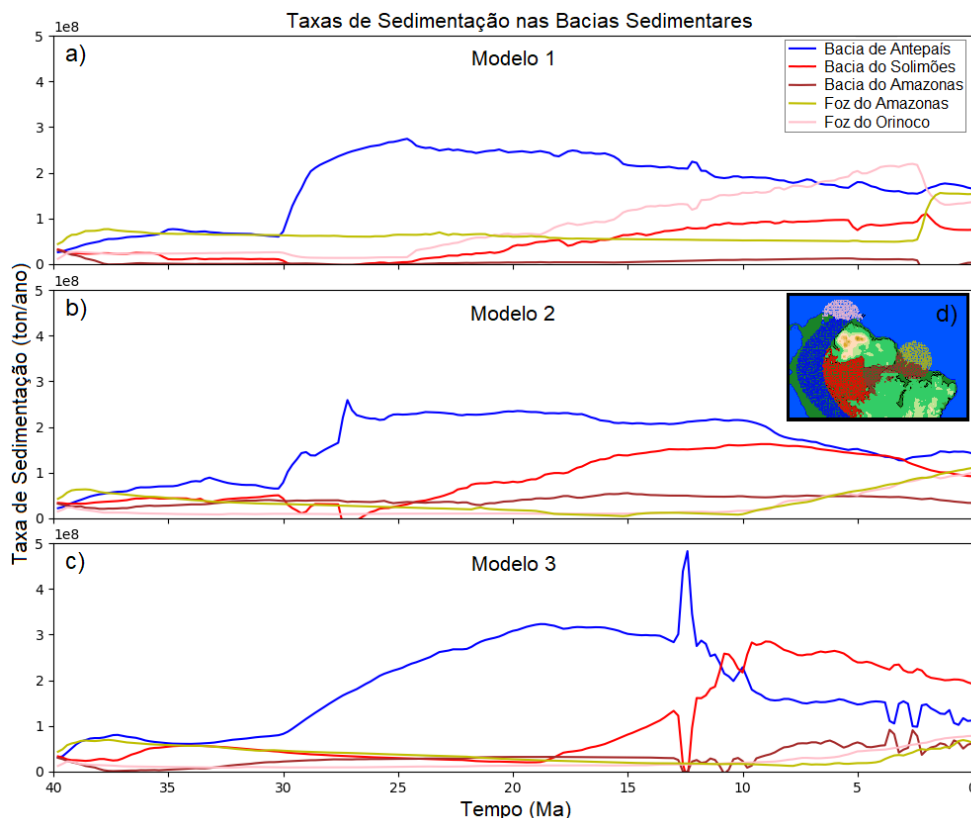 Taxas de Sedimentação nas Bacias Sedimentares
1e8
a)
Modelo 1
Bacia de Antepaís
Bacia do Solimões
Bacia do Amazonas
Foz do Amazonas
Foz do Orinoco
5
4
3
2
1
0
1e8
b)
Modelo 2
d)
5
4
3
2
1
0
1e8
c)
Modelo 3
5
4
3
2
1
0
40 35 30 25 20 15 10 5 0
Taxa de Sedimentação (ton/ano)
Tempo (Ma)